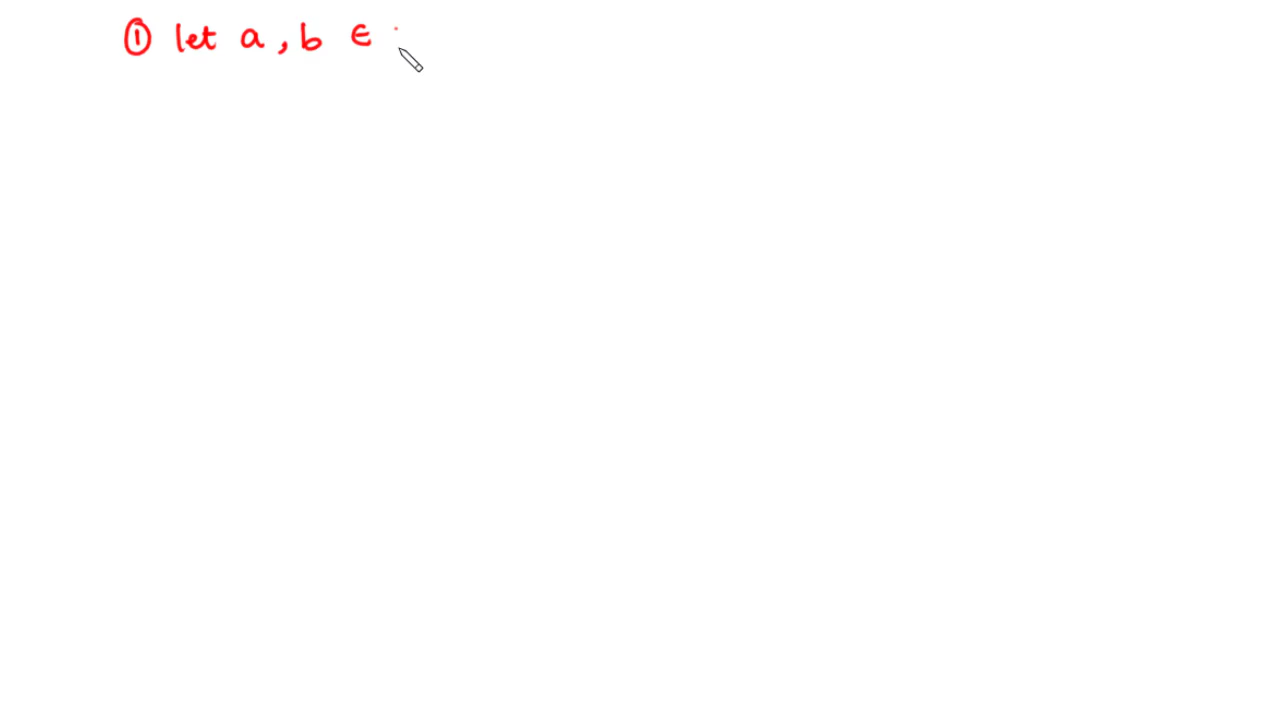 ① let a , b ∈